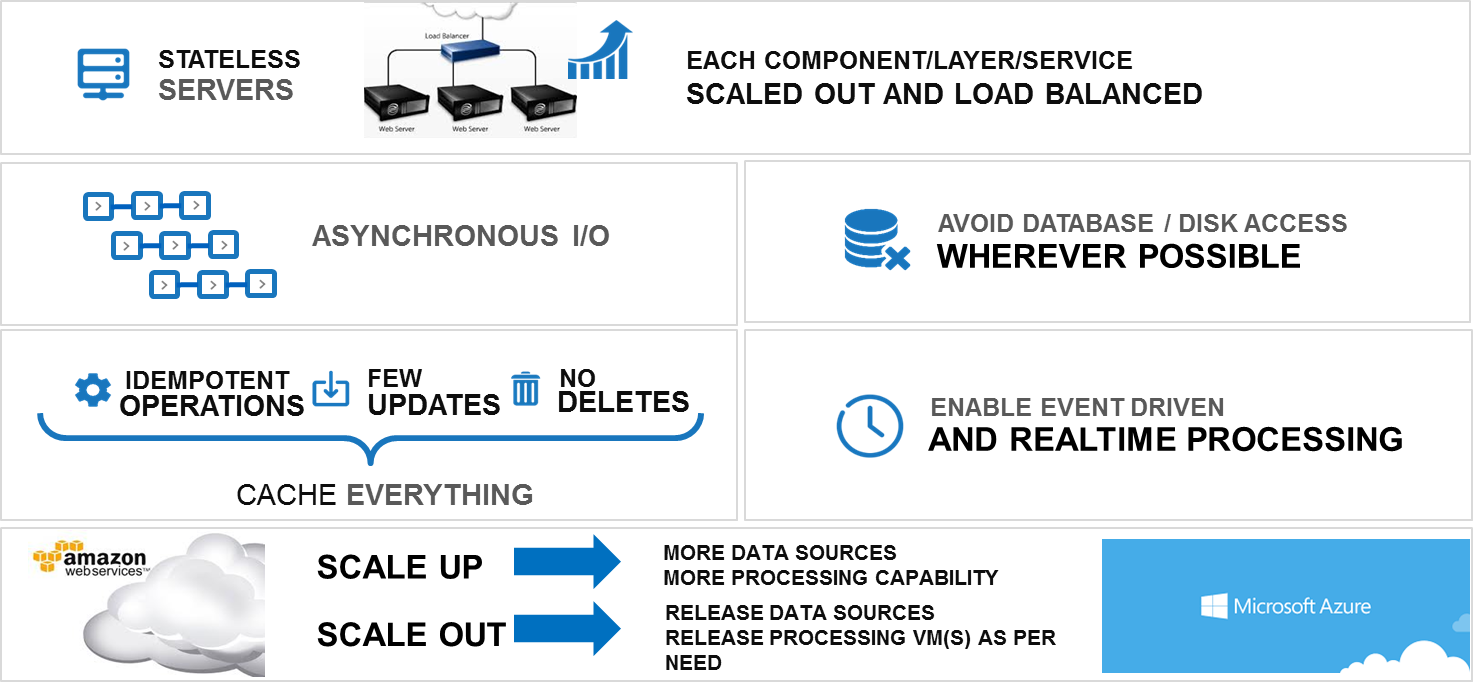 STATELESS
SERVERS
Load Balancer
Web Server
Web Server
Web Server
EACH COMPONENT/LAYER/SERVICE
SCALED OUT AND LOAD BALANCED
ASYNCHRONOUS I/O
AVOID DATABASE / DISK ACCESS
WHEREVER POSSIBLE
IDEMPOTENT
OPERATIONS
FEW
UPDATES
NO
DELETES
CACHE EVERYTHING
ENABLE EVENT DRIVEN
AND REALTIME PROCESSING
amazon
webservices™
SCALE UP
MORE DATA SOURCES
MORE PROCESSING CAPABILITY
SCALE OUT
RELEASE DATA SOURCES
RELEASE PROCESSING VM(S) AS PER
NEED
Microsoft Azure